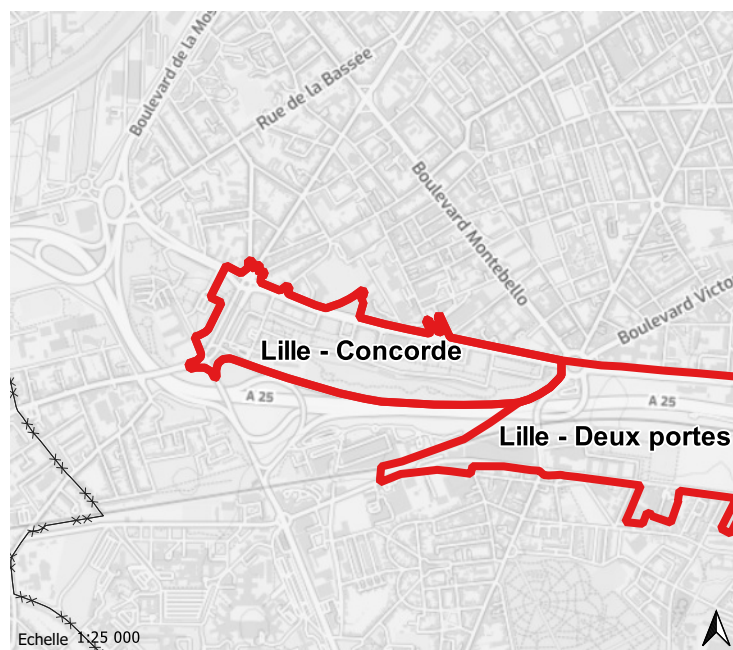 Boulevard de la Mos
Rue de la Bassée
Boulevard Montebello
Boulevard Victo
Lille - Concorde
A 25
A 25
Lille - Deux portes
Echelle 1:25 000